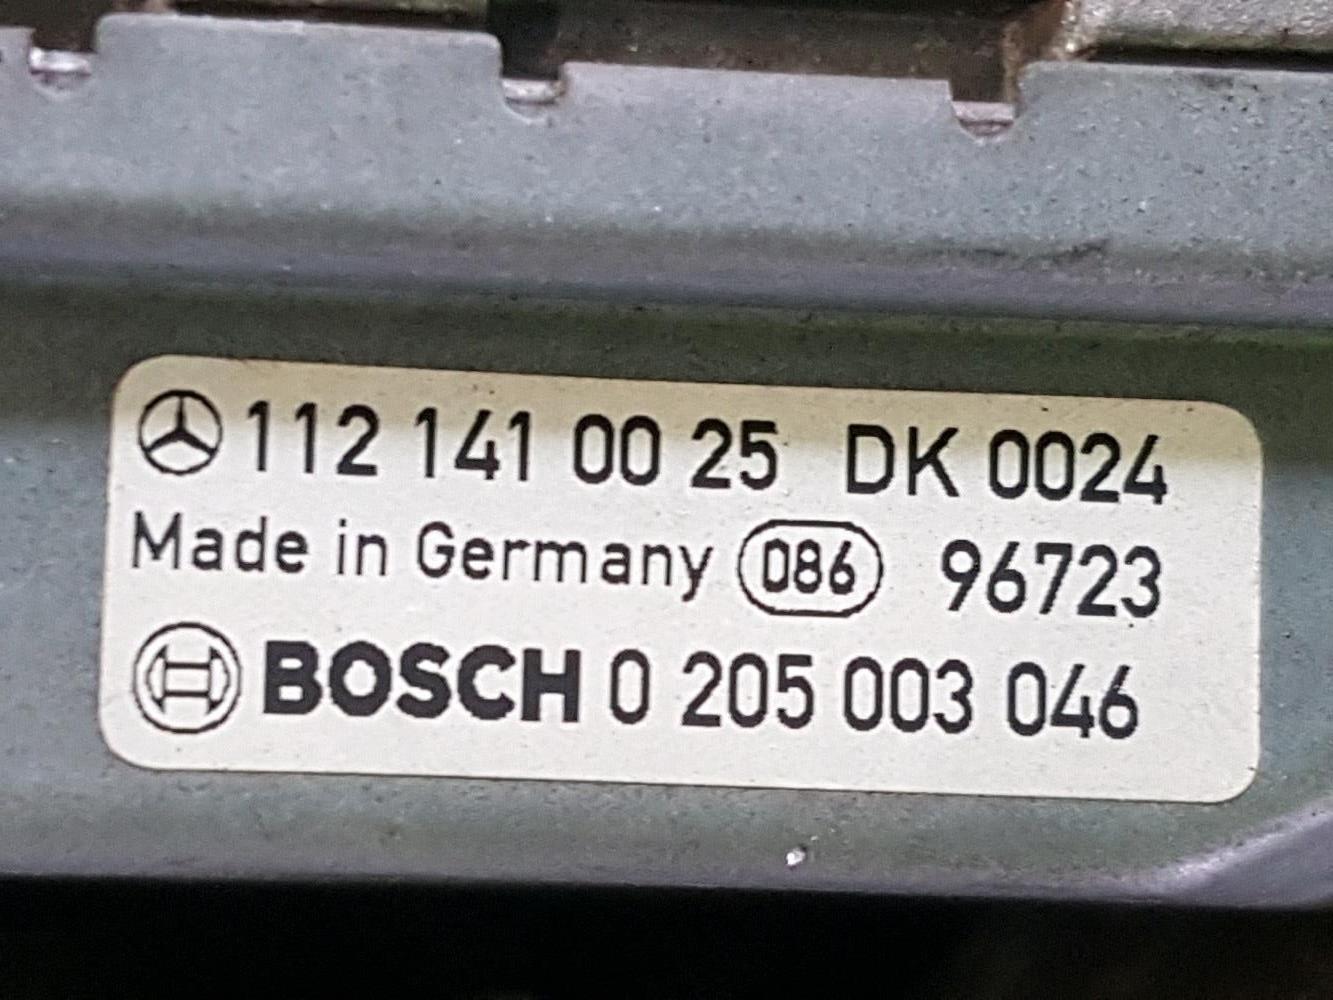 112 141 00 25 DK 0024
Made in Germany 086 96723
BOSCH 0 205 003 046